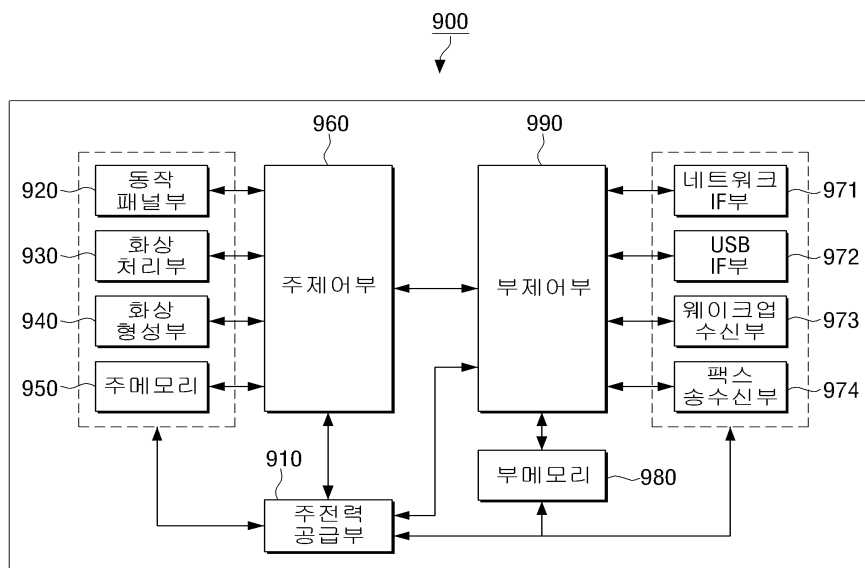 900
960
990
920
동작
패널부
네트워크
IF부
971
930
화상
처리부
USB
IF부
972
주제어부
부제어부
940
화상
형성부
웨이크업
수신부
973
950
주메모리
팩스
송수신부
974
910
주전력
공급부
부메모리
980